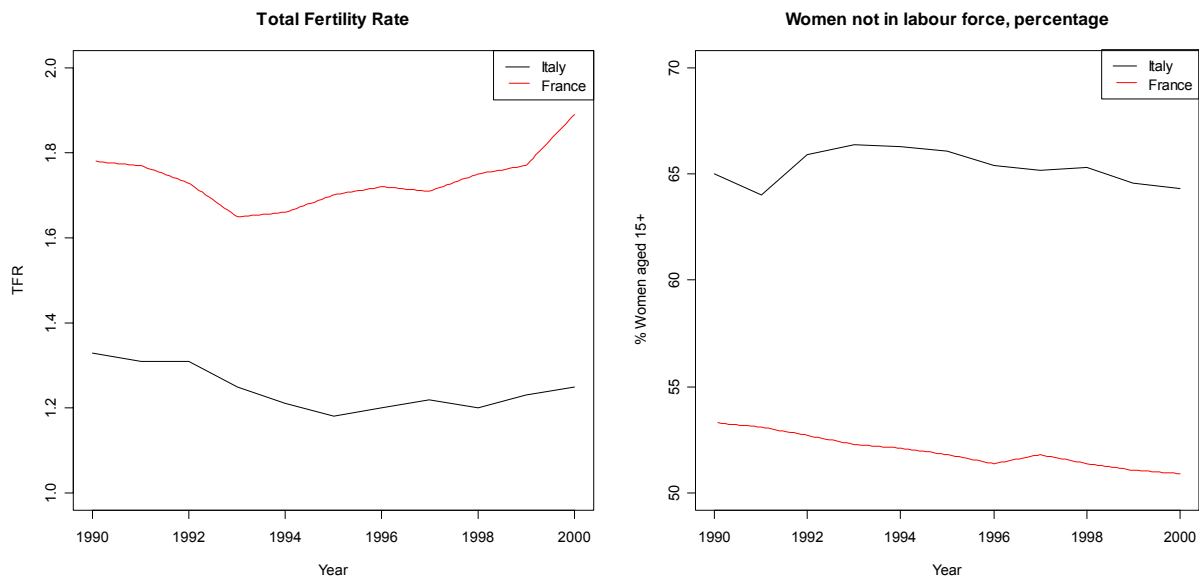 Total Fertility Rate
Italy
France
TFR
2.0
1.8
1.6
1.4
1.2
1.0
1990 1992 1994 1996 1998 2000
Year
Women not in labour force, percentage
Italy
France
% Women aged 15+
70
65
60
55
50
1990 1992 1994 1996 1998 2000
Year